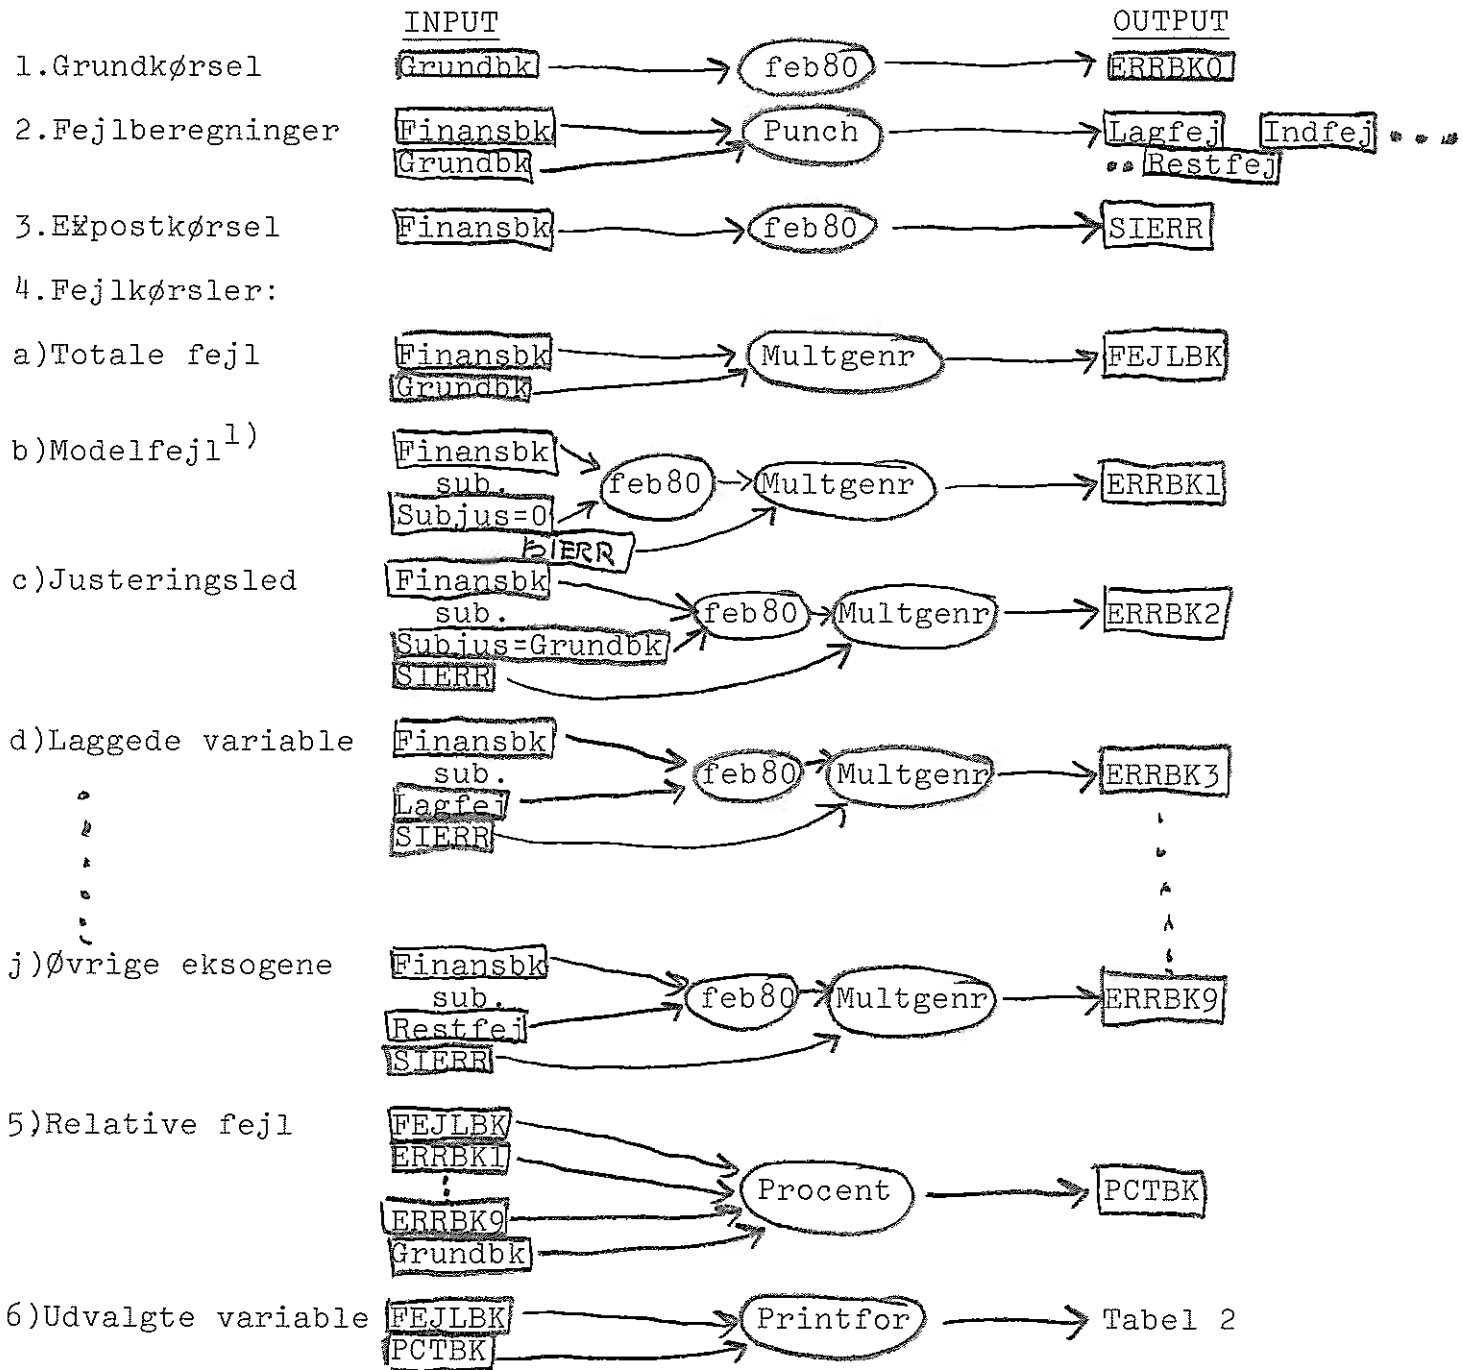 INPUT OUTPUT
1.Grundkørsel Grundbk feb80 ERRBK0
2.Fejlberegninger Finansbk Punch Lagfej Indfej
Grundbk Restfej
3.Expostkørsel Finansbk feb80 SIERR
4.Fejlkørsler:
a)Totale fejl Finansbk Multgenr FEJLBK
Grundbk
b)Modelfejl1) Finansbk
sub. feb80 Multgenr ERRBK1
Subjus=0
SIERR
c)Justeringsled Finansbk
sub. feb80 Multgenr ERRBK2
Subjus=Grundbk
SIERR
d)Laggede variable Finansbk
sub. feb80 Multgenr ERRBK3
Lagfej
SIERR
j)Øvrige eksogene Finansbk
sub. feb80 Multgenr ERRBK9
Restfej
SIERR
5)Relative fejl FEJLBK
ERRBK1
Procent PCTBK
ERRBK9
Grundbk
6)Udvalgte variable FEJLBK Printfor Tabel 2
PCTBK